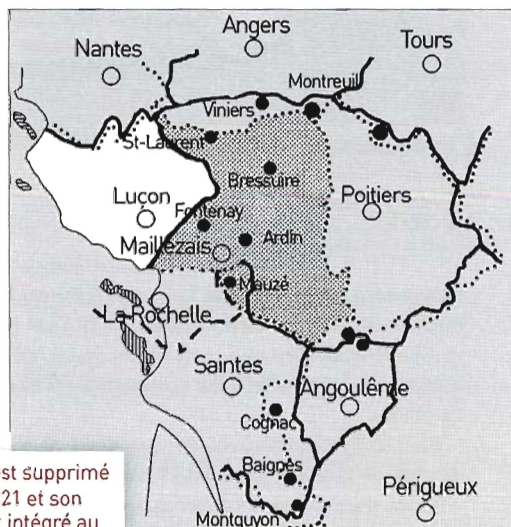 Angers
Nantes
Tours
Montreuil
Viniers
St-Laurent
Bressuire
Luçon
Poitiers
Fontenay
Maillezais
Ardin
Mauzé
La Rochelle
Saintes
Angoulême
Cognac
Baignes
Périgueux
Montguyon
est supprimé
21 et son
intégré au